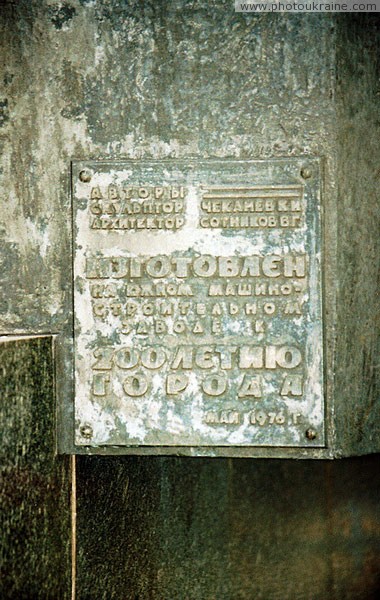 www.photoukraine.com
АВТОРЫ
СКУЛЬПТОР ЧЕКАНЕВ К И.
АРХИТЕКТОР СОТНИКОВ В Г.
ИЗГОТОВЛЕН
НА ЮЖНОМ МАШИНО-
СТРОИТЕЛЬНОМ
ЗАВОДЕ К
200 ЛЕТИЮ
ГОРОДА
МАЙ 1976 Г.